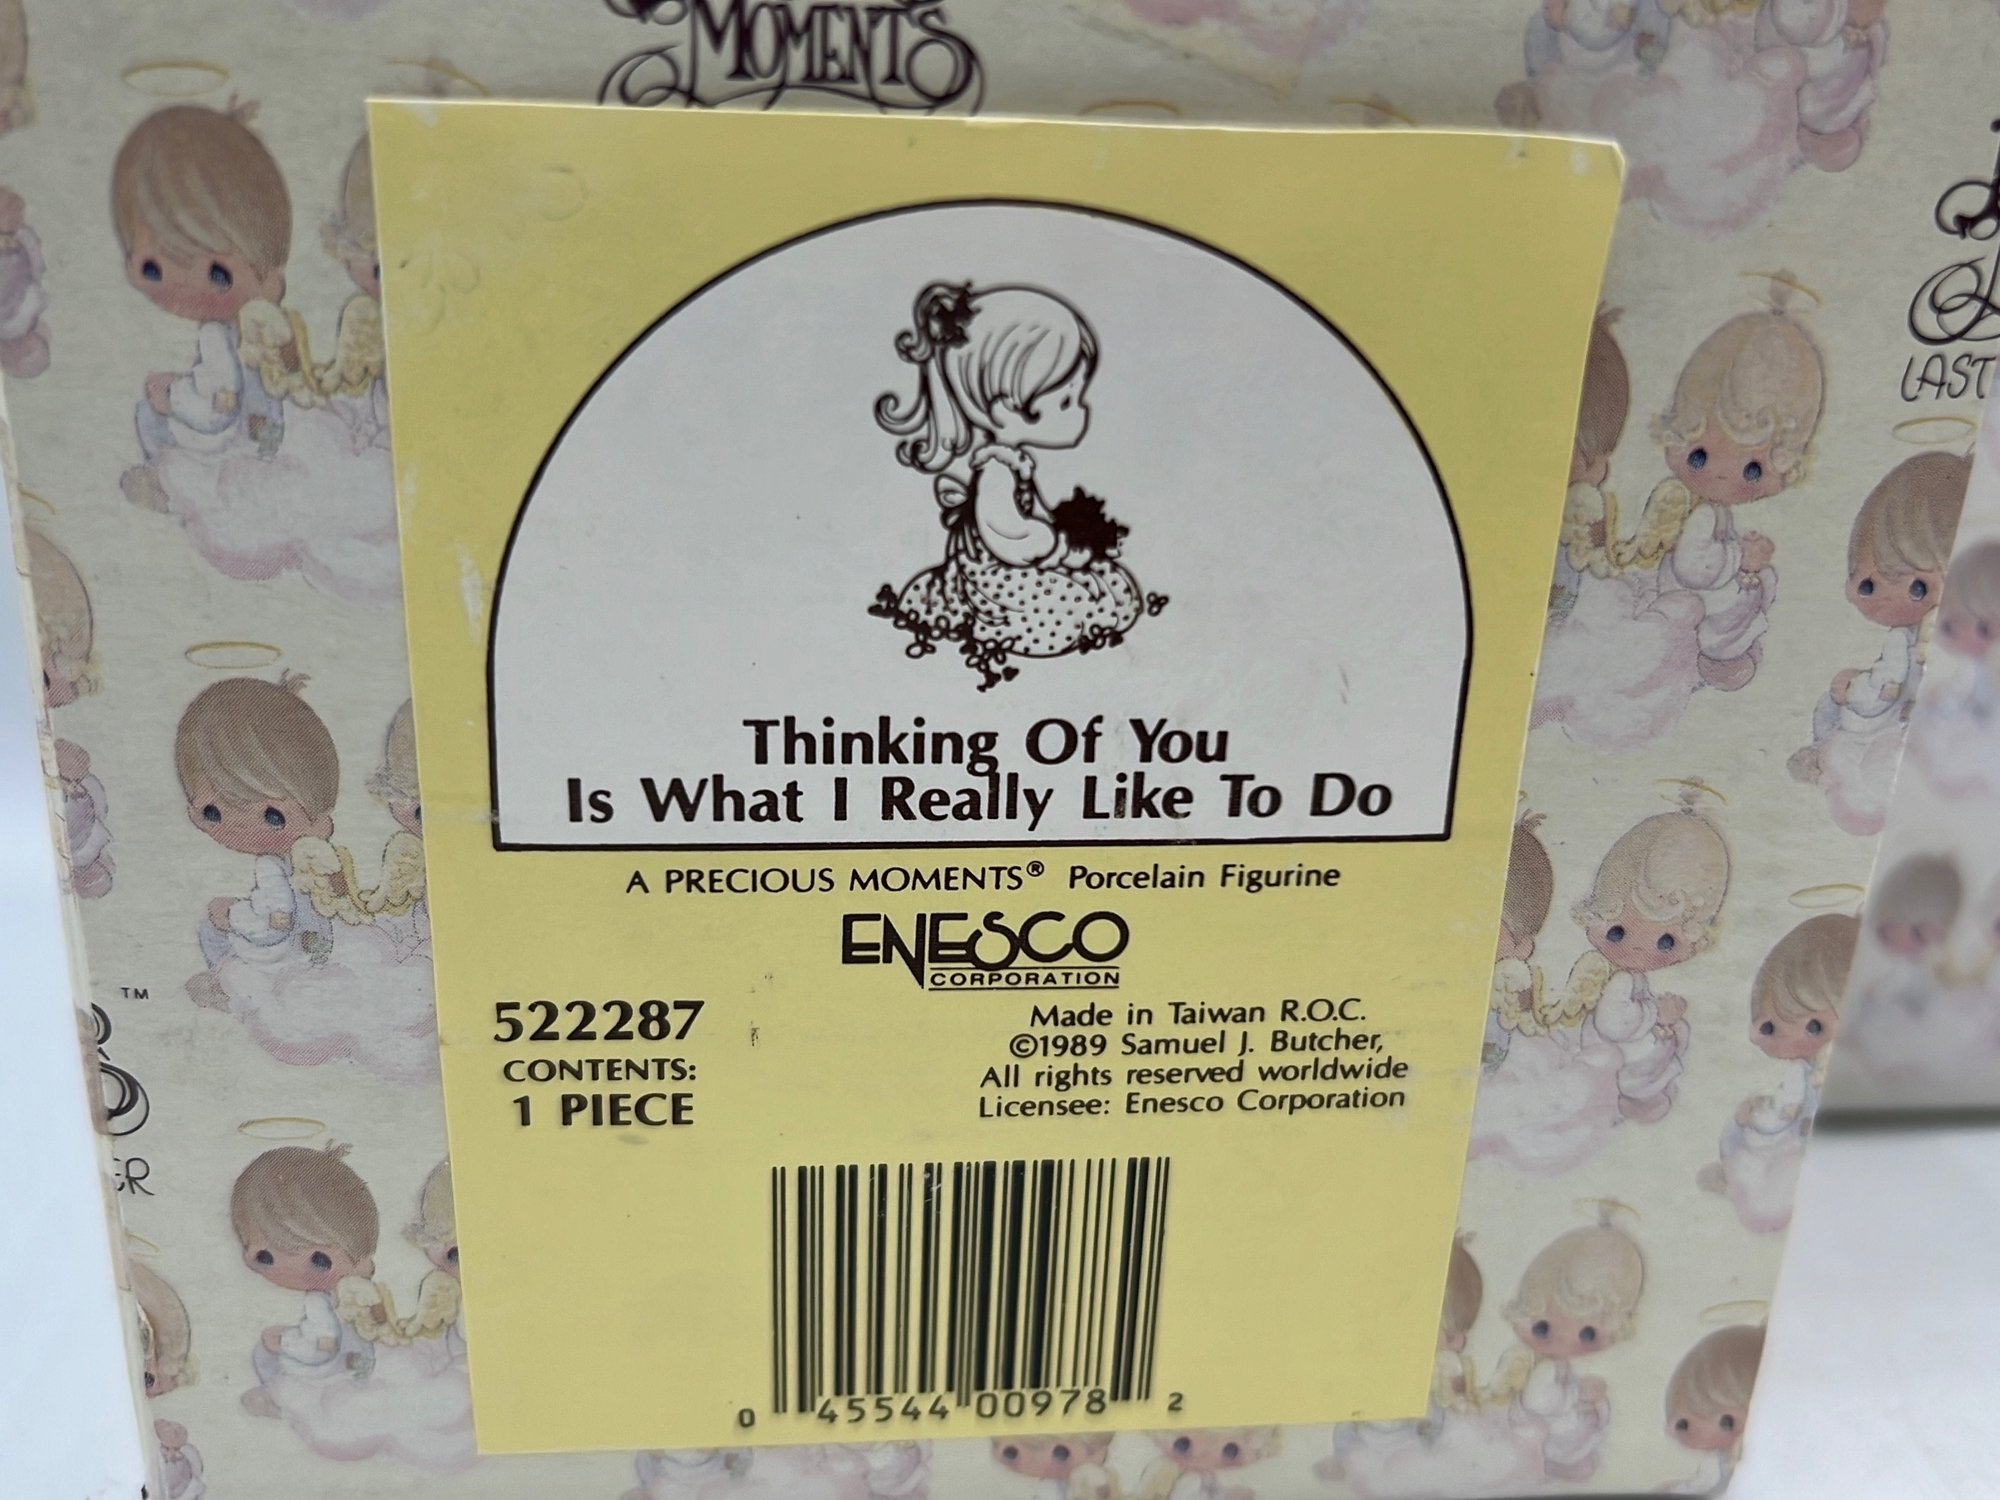 MOMENTS
LAST
Thinking Of You
Is What I Really Like To Do
A PRECIOUS MOMENTS® Porcelain Figurine
ENESCO
CORPORATION
522287
CONTENTS:
1 PIECE
Made in Taiwan R.O.C.
©1989 Samuel J. Butcher,
All rights reserved worldwide
Licensee: Enesco Corporation
TM
0 45544 00978 2